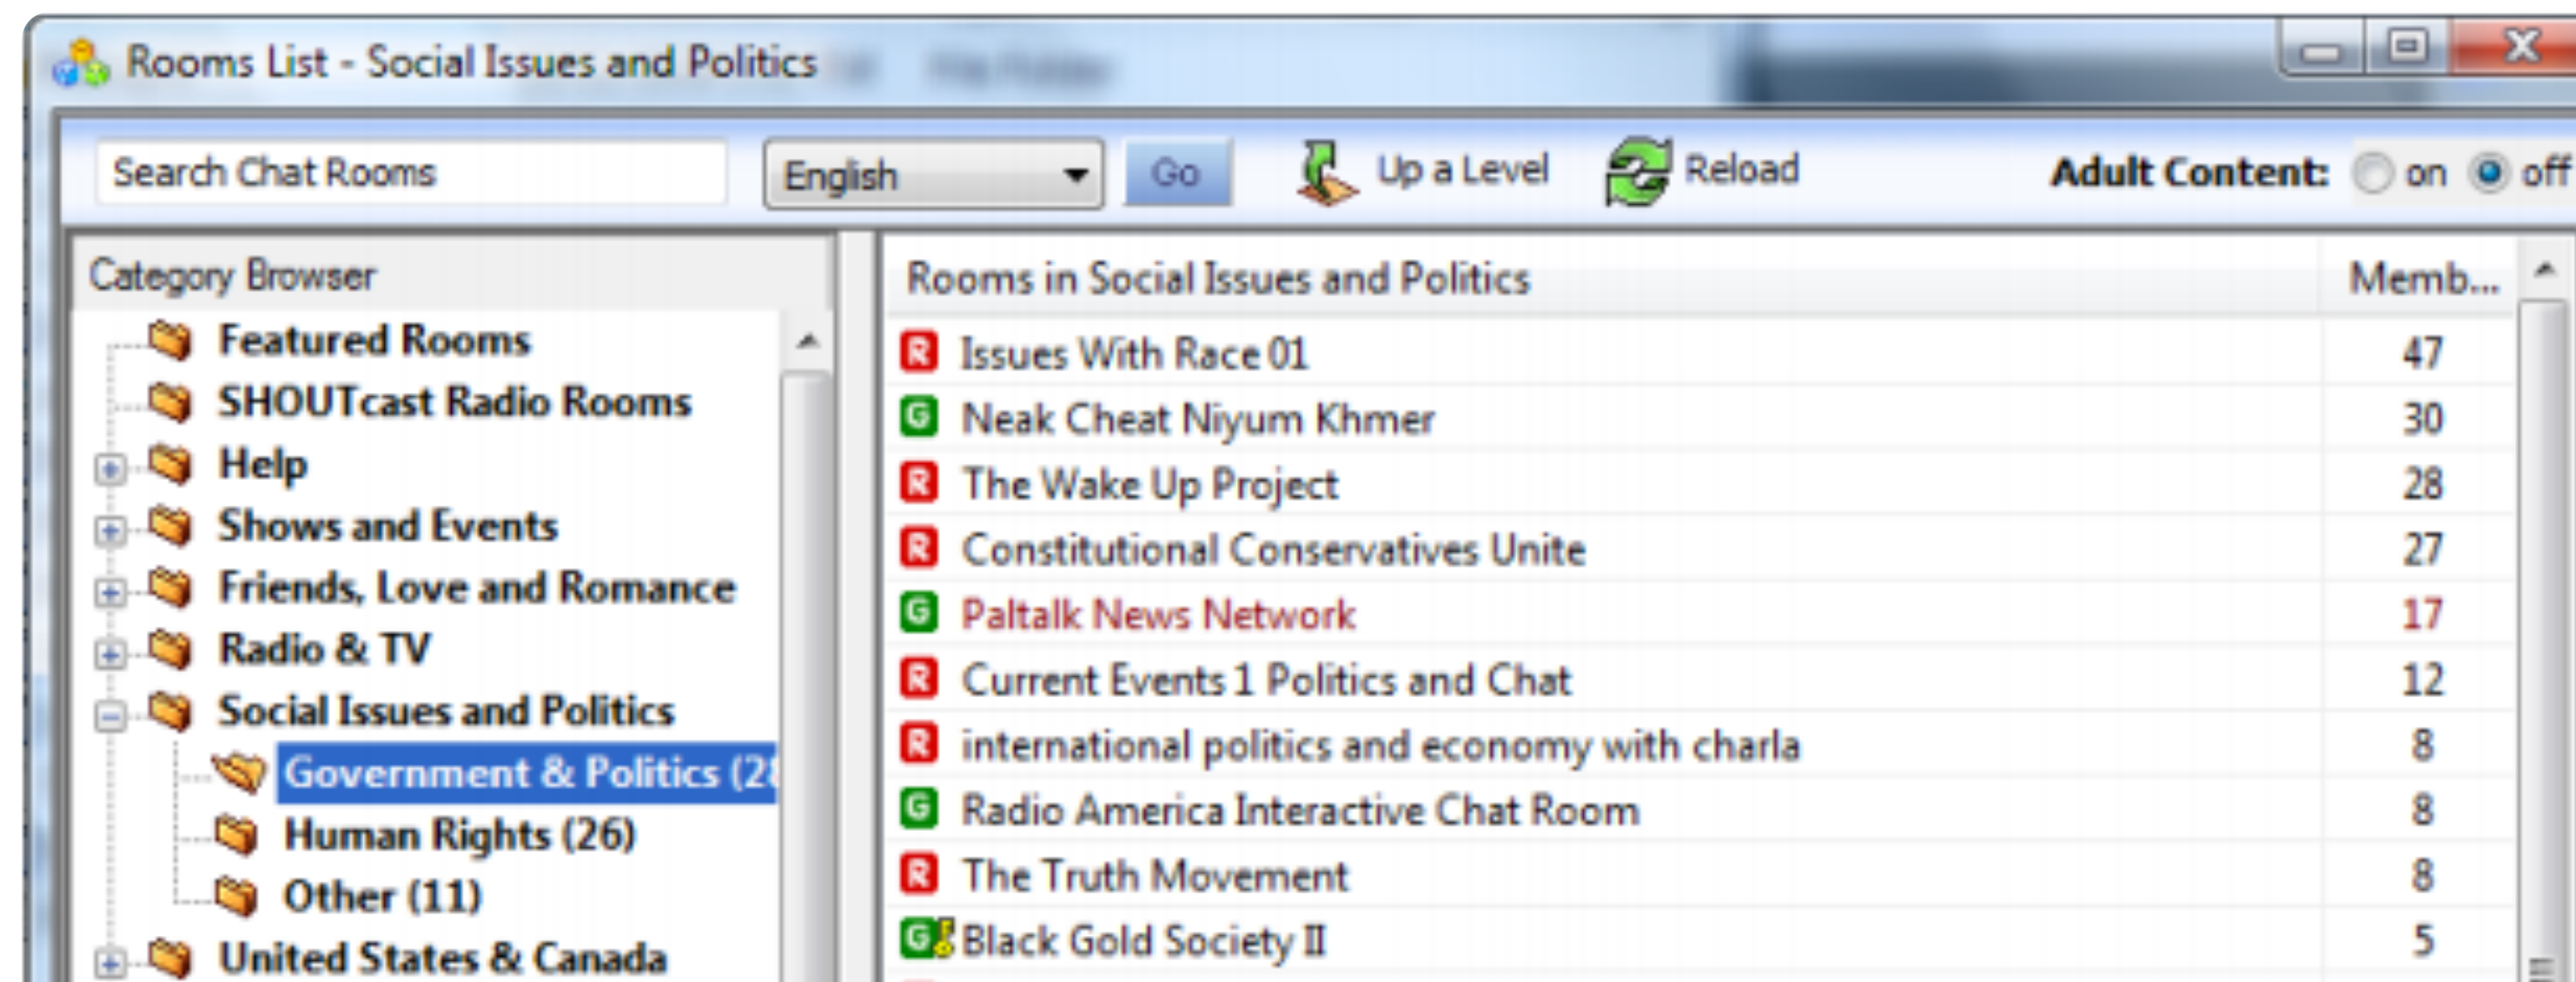 Rooms List - Social Issues and Politics
Search Chat Rooms English Go Up a Level Reload Adult Content: on off
Category Browser
Featured Rooms
SHOUTcast Radio Rooms
Help
Shows and Events
Friends, Love and Romance
Radio & TV
Social Issues and Politics
Government & Politics (28
Human Rights (26)
Other (11)
United States & Canada
Rooms in Social Issues and Politics Memb...
R Issues With Race 01 47
G Neak Cheat Niyum Khmer 30
R The Wake Up Project 28
R Constitutional Conservatives Unite 27
G Paltalk News Network 17
R Current Events 1 Politics and Chat 12
R international politics and economy with charla 8
G Radio America Interactive Chat Room 8
R The Truth Movement 8
G Black Gold Society II 5